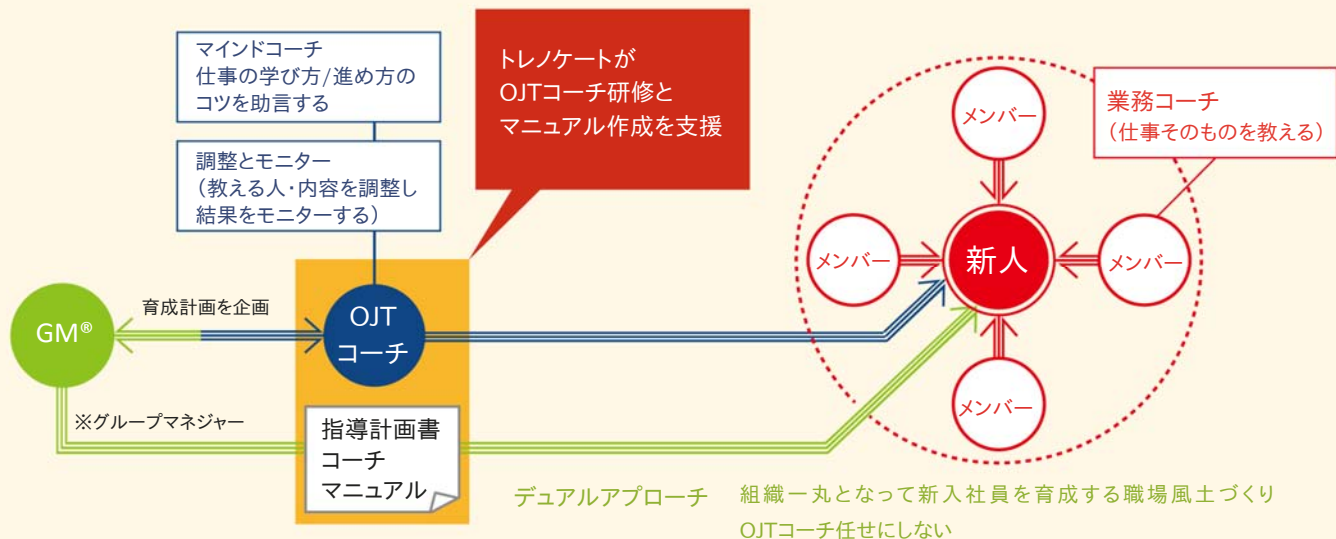 マインドコーチ
仕事の学び方/進め方の
コツを助言する
調整とモニター
（教える人・内容を調整し
結果をモニターする）
トレノケートが
OJTコーチ研修と
マニュアル作成を支援
メンバー
業務コーチ
（仕事そのものを教える）
メンバー
新人
メンバー
メンバー
GM®
育成計画を企画
OJT
コーチ
※グループマネジャー
指導計画書
コーチ
マニュアル
デュアルアプローチ
組織一丸となって新入社員を育成する職場風土づくり
OJTコーチ任せにしない